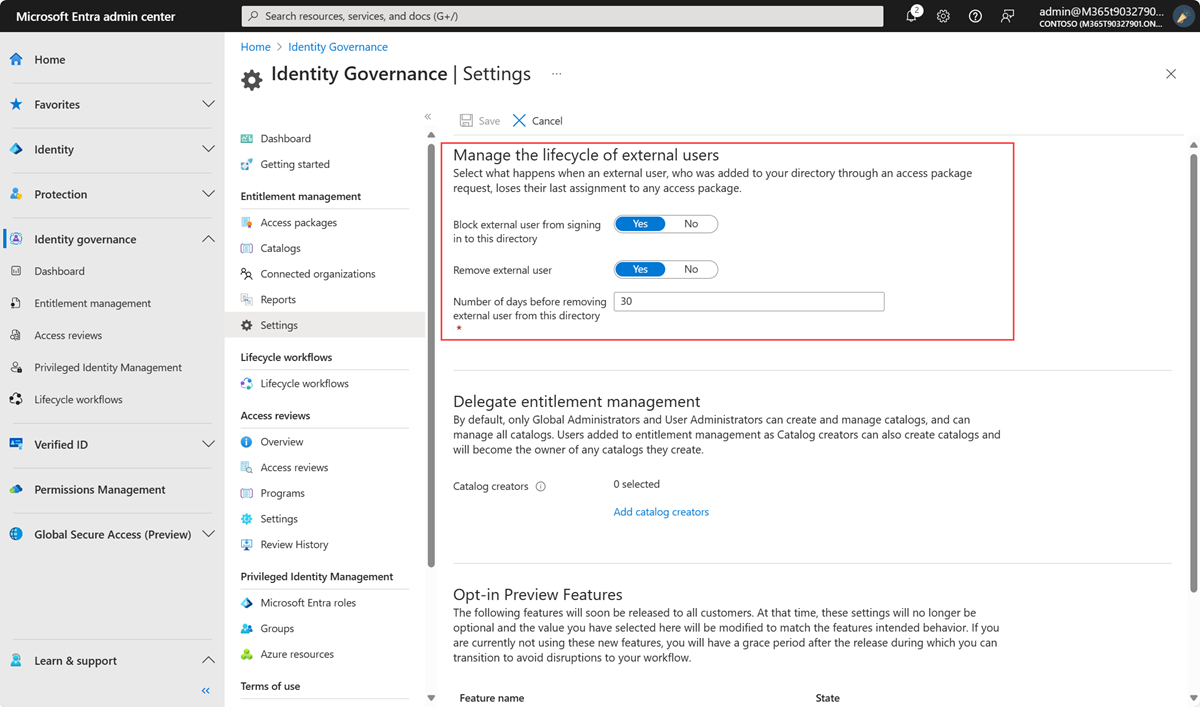 Microsoft Entra admin center
Search resources, services, and docs (G+/)
2
admin@M365t9032790...
CONTOSO (M365T90327901.ON...
Home
Favorites
Identity
Protection
Identity governance
Dashboard
Entitlement management
Access reviews
Privileged Identity Management
Lifecycle workflows
Verified ID
Permissions Management
Global Secure Access (Preview)
Learn & support
Home > Identity Governance
Identity Governance | Settings ...
Dashboard
Getting started
Entitlement management
Access packages
Catalogs
Connected organizations
Reports
Settings
Lifecycle workflows
Lifecycle workflows
Access reviews
Overview
Access reviews
Programs
Settings
Review History
Privileged Identity Management
Microsoft Entra roles
Groups
Azure resources
Terms of use
Save Cancel
Manage the lifecycle of external users
Select what happens when an external user, who was added to your directory through an access package
request, loses their last assignment to any access package.
Block external user from signing
in to this directory
Yes No
Remove external user
Yes No
Number of days before removing
external user from this directory
*
30
Delegate entitlement management
By default, only Global Administrators and User Administrators can create and manage catalogs, and can
manage all catalogs. Users added to entitlement management as Catalog creators can also create catalogs and
will become the owner of any catalogs they create.
Catalog creators
0 selected
Add catalog creators
Opt-in Preview Features
The following features will soon be released to all customers. At that time, these settings will no longer be
optional and the value you have selected here will be modified to match the features intended behavior. If you
are currently not using these new features, you will have a grace period after the release during which you can
transition to avoid disruptions to your workflow.
Feature name State